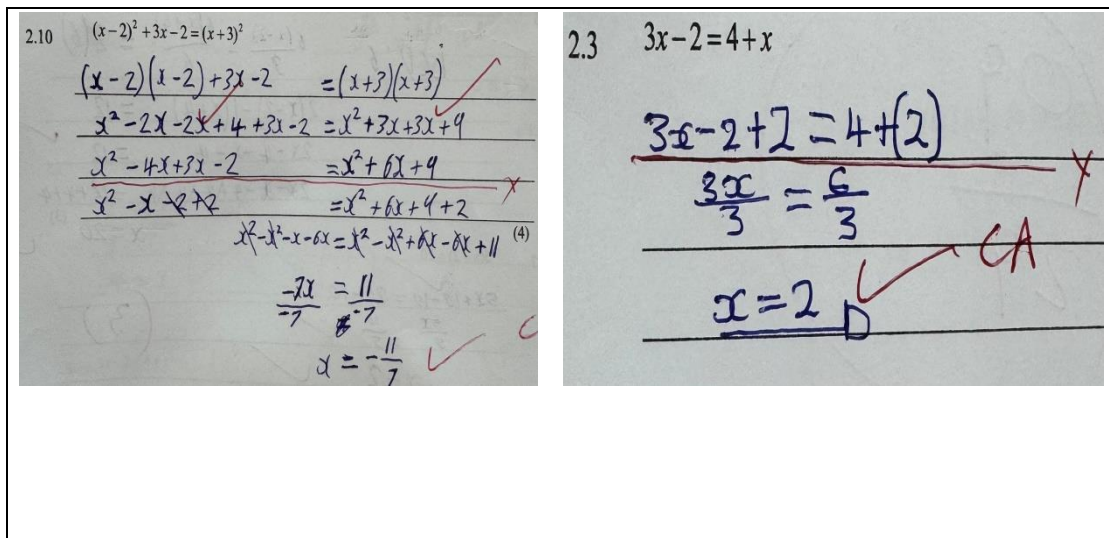 2.10 (x-2)² +3x-2=(x+3)²
(x-2)(x-2)+3x-2 =(x+3)(x+3)
x²-2x-2x+4+3x-2 =x²+3x+3x+9
x²-4x+3x-2 =x²+6x+9
x²-x-2+2 =x²+6x+9+2
x²-x²-x-6x=x²-x²+6x-6x+11 (4)
-7x/-7 = 11/-7
x = -11/7
2.3 3x-2=4+x
3x-2+2=4+(2)
3x/3 = 6/3
CA
x=2